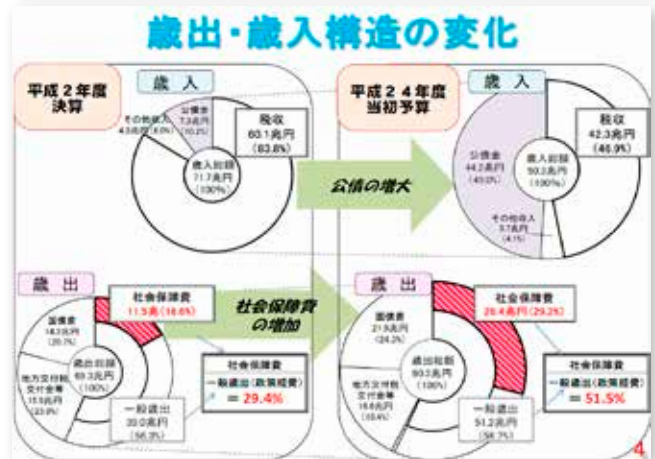 歳出・歳入構造の変化
平成２年度
決算
歳 入
公債金
7.3兆円
(10.2%)
その他収入
税収
60.1兆円
(83.8%)
歳入総額
71.7兆円
(100%)
公債の増大
平成２４年度
当初予算
歳 入
税収
42.3兆円
(46.9%)
公債金
44.2兆円
(49.0%)
歳入総額
90.3兆円
(100%)
その他収入
3.7兆円
(4.1%)
歳 出
社会保障費
11.5兆(16.6%)
国債費
地方交付税
交付金等
歳出総額
69.3兆円
(100%)
一般歳出
社会保障費
一般歳出(政策経費)
＝ 29.4%
社会保障費
の増加
歳 出
社会保障費
26.4兆円(29.2%)
国債費
21.9兆円
(24.3%)
地方交付税
交付金等
歳出総額
90.3兆円
(100%)
一般歳出
51.2兆円
(56.7%)
社会保障費
一般歳出(政策経費)
＝ 51.5%
4